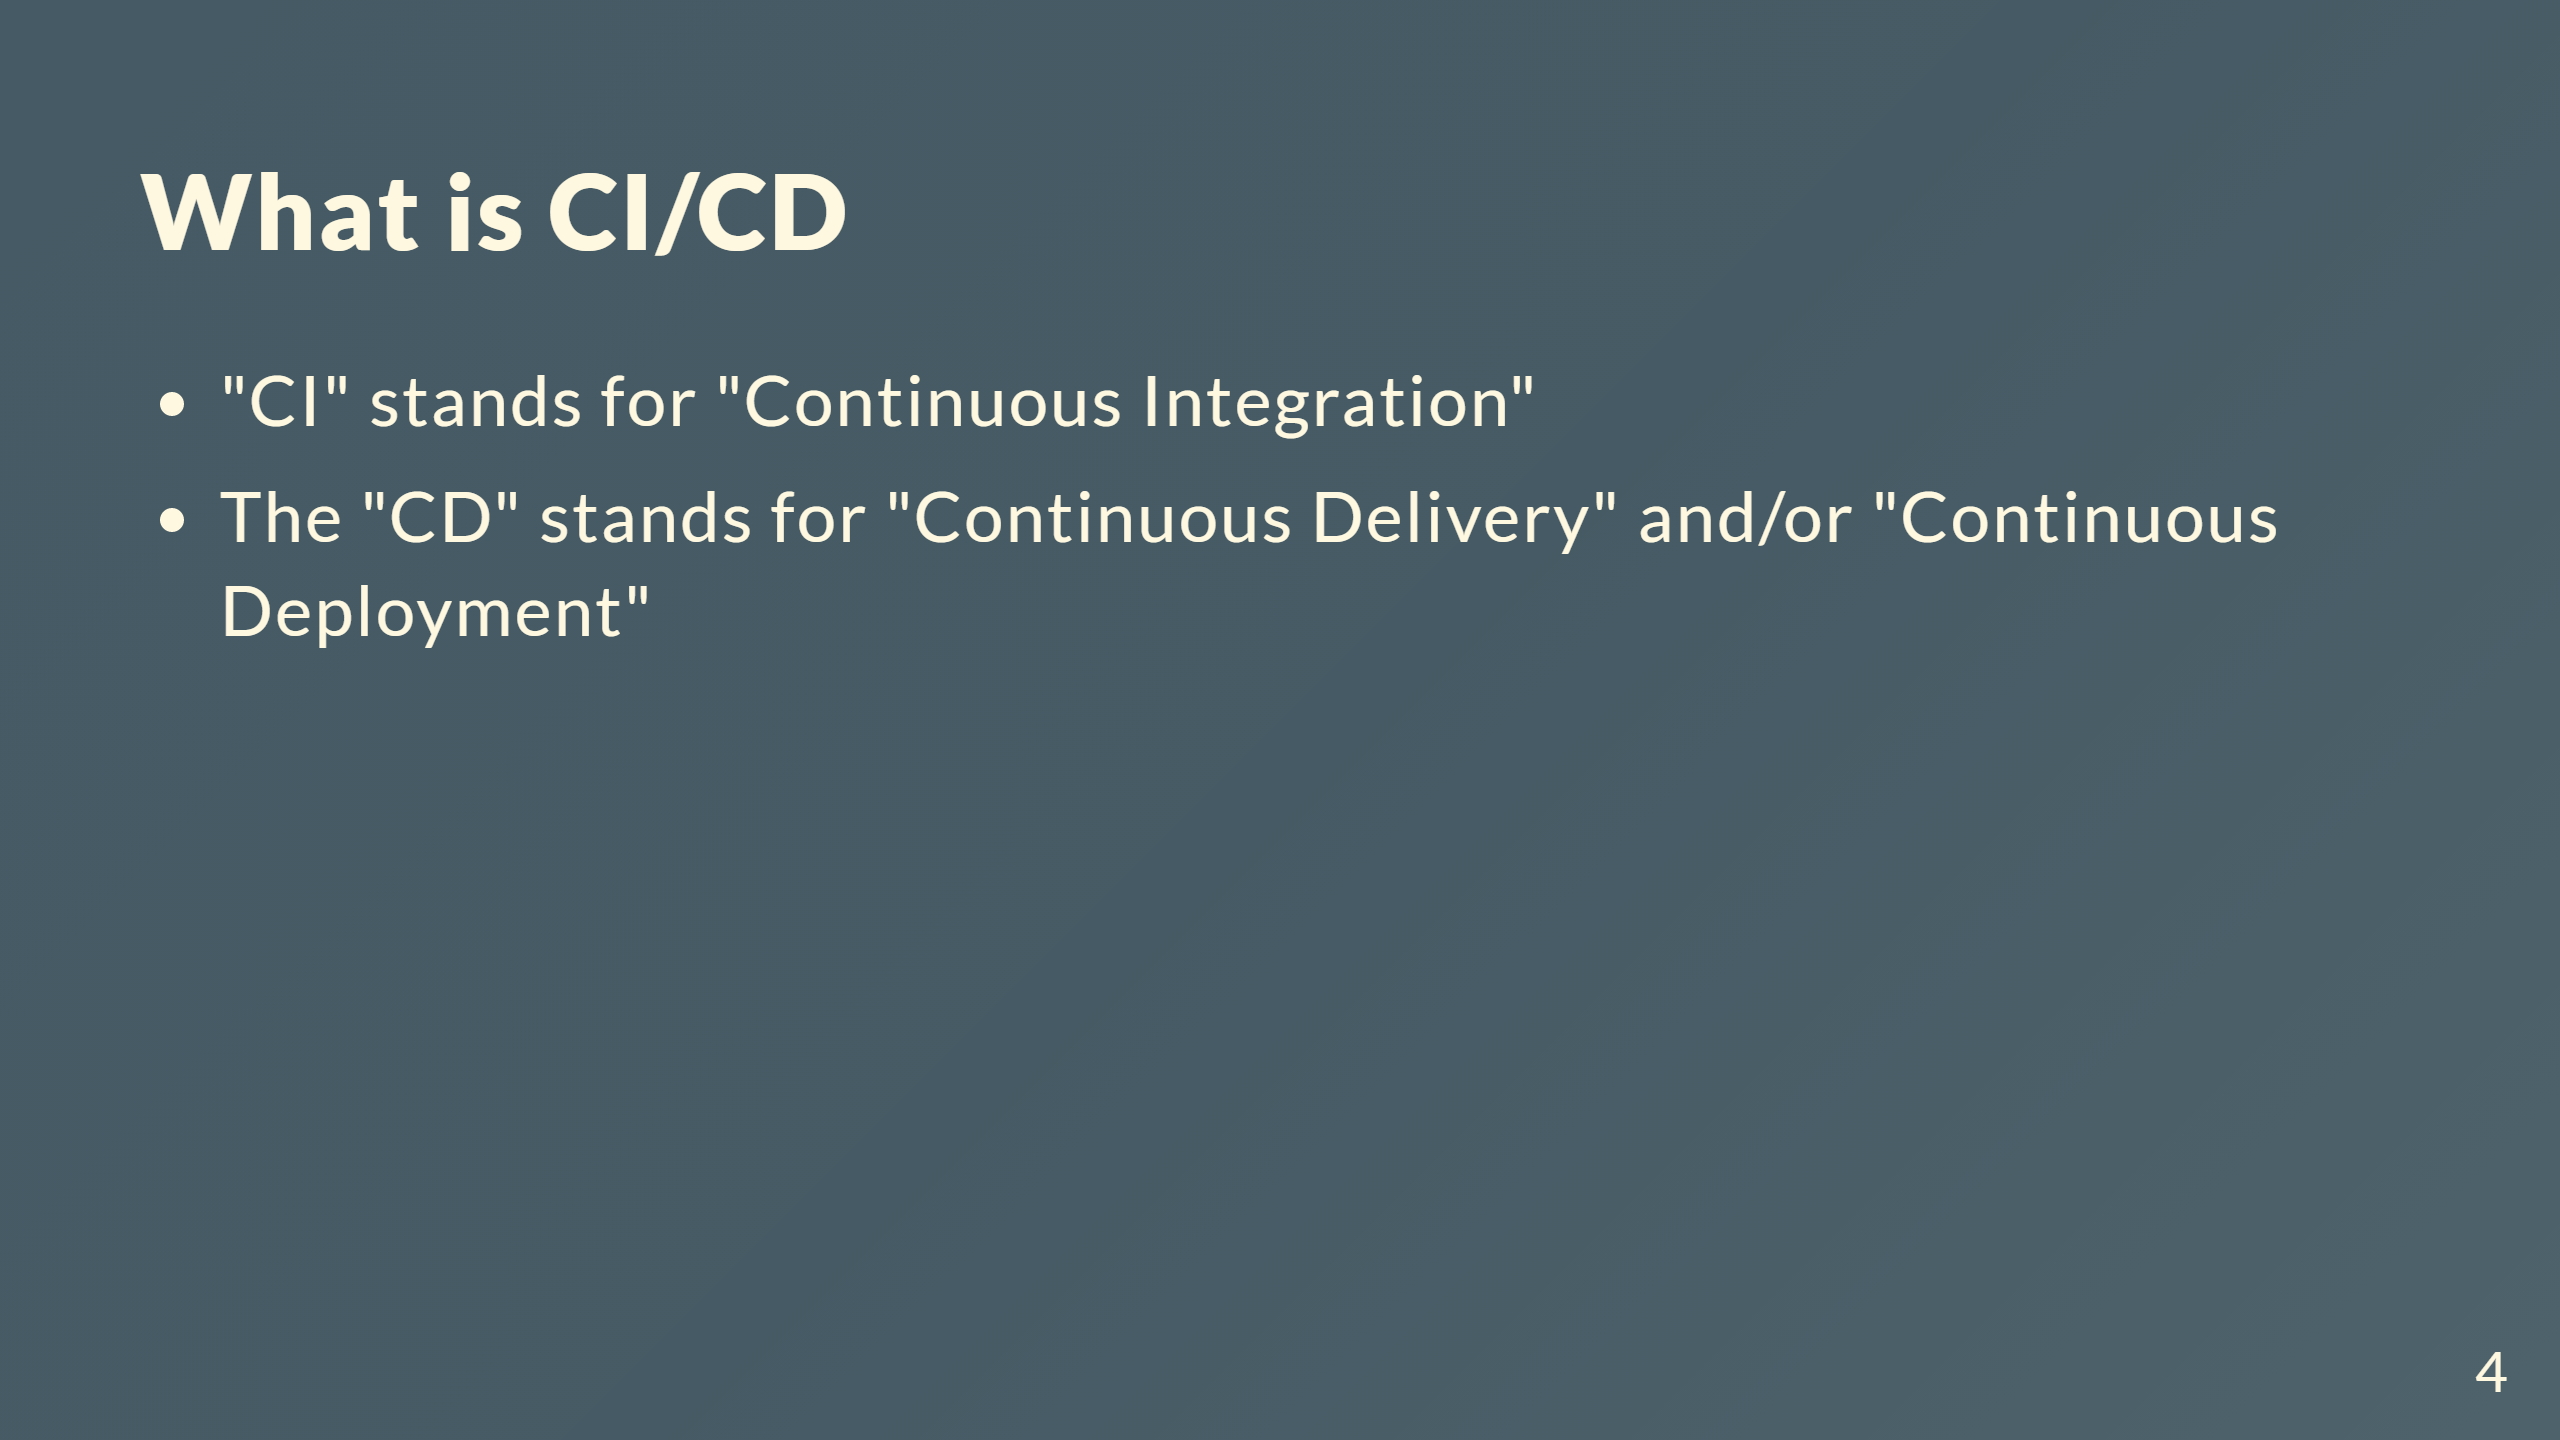 What is CI/CD
• "CI" stands for "Continuous Integration"
• The "CD" stands for "Continuous Delivery" and/or "Continuous
Deployment"
4